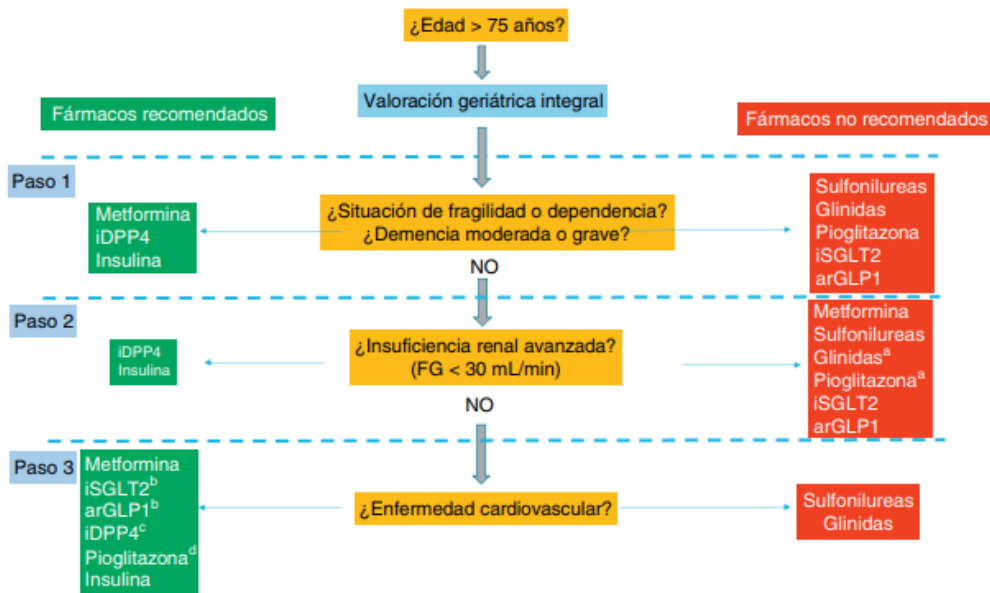 ¿Edad > 75 años?
Valoración geriátrica integral
Fármacos recomendados
Fármacos no recomendados
Paso 1
Metformina
iDPP4
Insulina
¿Situación de fragilidad o dependencia?
¿Demencia moderada o grave?
Sulfonilureas
Glinidas
Pioglitazona
iSGLT2
arGLP1
NO
Paso 2
iDPP4
Insulina
¿Insuficiencia renal avanzada?
(FG < 30 mL/min)
Metformina
Sulfonilureas
Glinidasᵃ
Pioglitazonaᵃ
iSGLT2
arGLP1
NO
Paso 3
Metformina
iSGLT2ᵇ
arGLP1ᵇ
iDPP4ᶜ
Pioglitazonaᵈ
Insulina
¿Enfermedad cardiovascular?
Sulfonilureas
Glinidas